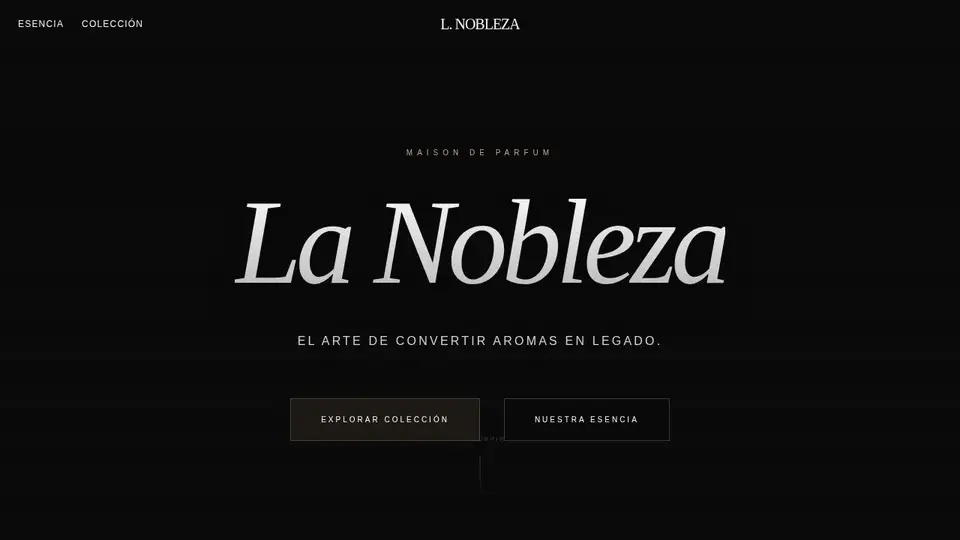 ESENCIA COLECCIÓN L. NOBLEZA
MAISON DE PARFUM
La Nobleza
EL ARTE DE CONVERTIR AROMAS EN LEGADO.
EXPLORAR COLECCIÓN NUESTRA ESENCIA